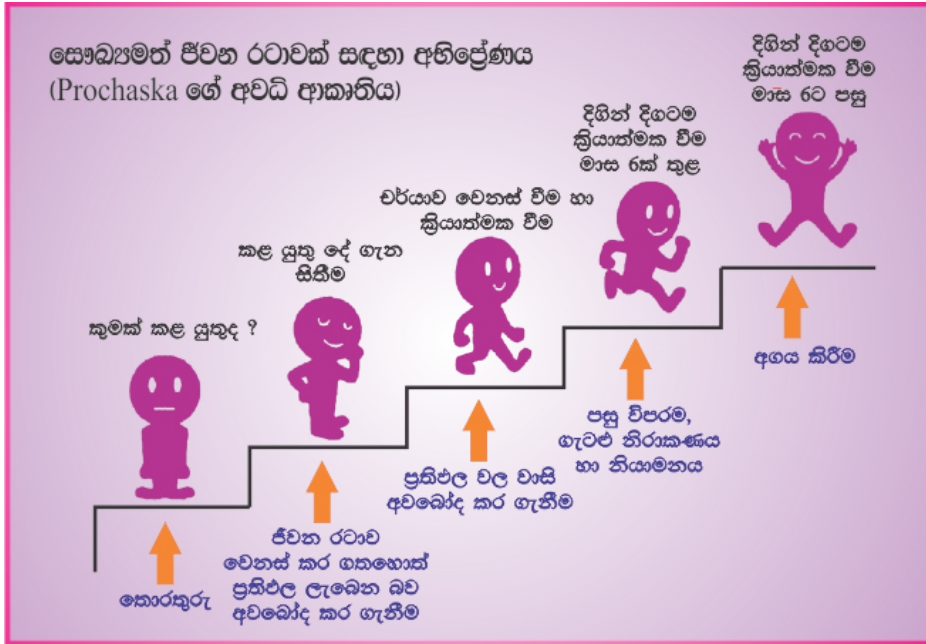 සෞඛ්‍යමත් ජීවන රටාවක් සඳහා අභිප්‍රේණය
(Prochaska ගේ අවධි ආකෘතිය)
කුමක් කළ යුතුද ?
තොරතුරු
කළ යුතු දේ ගැන
සිතීම
ජීවන රටාව
වෙනස් කර ගතහොත්
ප්‍රතිඵල ලැබෙන බව
අවබෝද කර ගැනීම
චර්යාව වෙනස් වීම හා
ක්‍රියාත්මක වීම
ප්‍රතිඵල වල වාසි
අවබෝද කර ගැනීම
දිගින් දිගටම
ක්‍රියාත්මක වීම
මාස 6ක් තුළ
පසු විපරම,
ගැටළු නිරාකණය
හා නියාමනය
දිගින් දිගටම
ක්‍රියාත්මක වීම
මාස 6ට පසු
අගය කිරීම